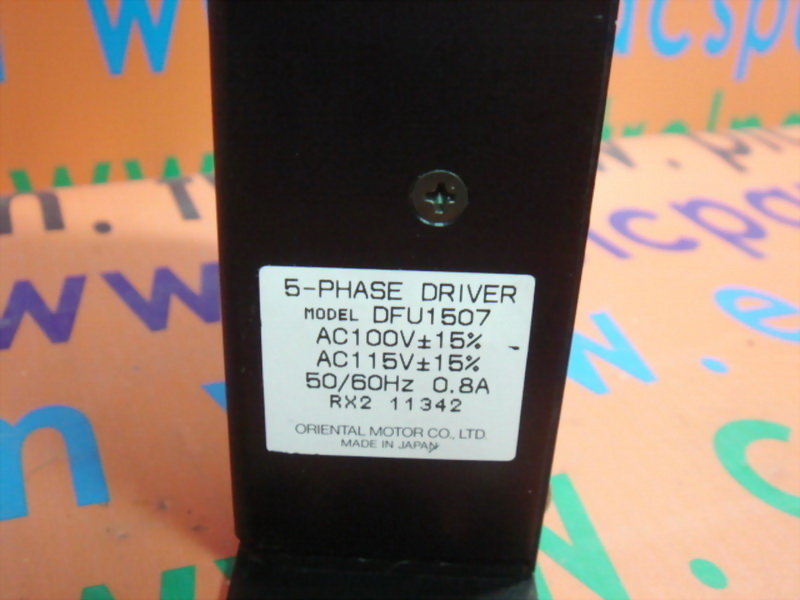 5-PHASE DRIVER
MODEL DFU1507
AC100V±15%
AC115V±15%
50/60Hz 0.8A
RX2 11342
ORIENTAL MOTOR CO., LTD.
MADE IN JAPAN